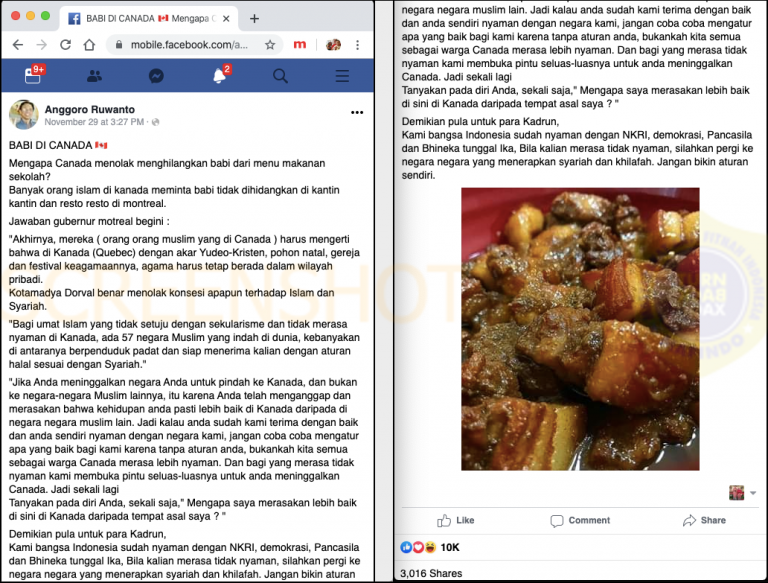 BABI DI CANADA 🇨🇦 Mengapa C
mobile.facebook.com/a...
m
9+
2
Anggoro Ruwanto
November 29 at 3:27 PM
BABI DI CANADA 🇨🇦
Mengapa Canada menolak menghilangkan babi dari menu makanan
sekolah?
Banyak orang islam di kanada meminta babi tidak dihidangkan di kantin
kantin dan resto resto di montreal.
Jawaban gubernur motreal begini :
"Akhirnya, mereka ( orang orang muslim yang di Canada ) harus mengerti
bahwa di Kanada (Quebec) dengan akar Yudeo-Kristen, pohon natal, gereja
dan festival keagamaannya, agama harus tetap berada dalam wilayah
pribadi.
Kotamadya Dorval benar menolak konsesi apapun terhadap Islam dan
Syariah.
"Bagi umat Islam yang tidak setuju dengan sekularisme dan tidak merasa
nyaman di Kanada, ada 57 negara Muslim yang indah di dunia, kebanyakan
di antaranya berpenduduk padat dan siap menerima kalian dengan aturan
halal sesuai dengan Syariah."
"Jika Anda meninggalkan negara Anda untuk pindah ke Kanada, dan bukan
ke negara-negara Muslim lainnya, itu karena Anda telah menganggap dan
merasakan bahwa kehidupan anda pasti lebih baik di Kanada daripada di
negara negara muslim lain. Jadi kalau anda sudah kami terima dengan baik
dan anda sendiri nyaman dengan negara kami, jangan coba coba mengatur
apa yang baik bagi kami karena tanpa aturan anda, bukankah kita semua
sebagai warga Canada merasa lebih nyaman. Dan bagi yang merasa tidak
nyaman kami membuka pintu seluas-luasnya untuk anda meninggalkan
Canada. Jadi sekali lagi
Tanyakan pada diri Anda, sekali saja," Mengapa saya merasakan lebih baik
di sini di Kanada daripada tempat asal saya ? "
Demikian pula untuk para Kadrun,
Kami bangsa Indonesia sudah nyaman dengan NKRI, demokrasi, Pancasila
dan Bhineka tunggal Ika, Bila kalian merasa tidak nyaman, silahkan pergi ke
negara negara yang menerapkan syariah dan khilafah. Jangan bikin aturan
negara negara muslim lain. Jadi kalau anda sudah kami terima dengan baik
dan anda sendiri nyaman dengan negara kami, jangan coba coba mengatur
apa yang baik bagi kami karena tanpa aturan anda, bukankah kita semua
sebagai warga Canada merasa lebih nyaman. Dan bagi yang merasa tidak
nyaman kami membuka pintu seluas-luasnya untuk anda meninggalkan
Canada. Jadi sekali lagi
Tanyakan pada diri Anda, sekali saja," Mengapa saya merasakan lebih baik
di sini di Kanada daripada tempat asal saya ? "
Demikian pula untuk para Kadrun,
Kami bangsa Indonesia sudah nyaman dengan NKRI, demokrasi, Pancasila
dan Bhineka tunggal Ika, Bila kalian merasa tidak nyaman, silahkan pergi ke
negara negara yang menerapkan syariah dan khilafah. Jangan bikin aturan
sendiri.
Like Comment Share
10K
3,016 Shares
SCREENSHOT